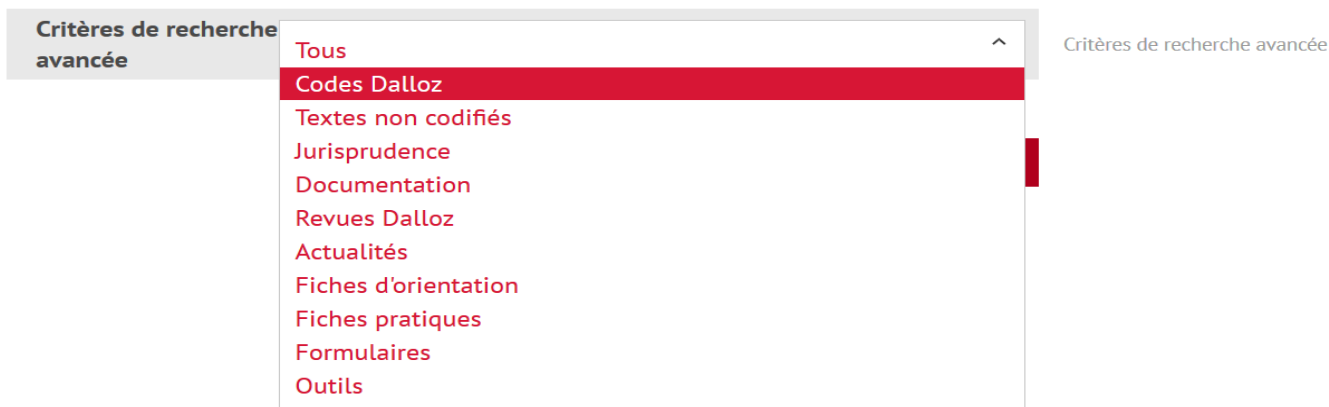 Critères de recherche
avancée
Tous
Critères de recherche avancée
Codes Dalloz
Textes non codifiés
Jurisprudence
Documentation
Revues Dalloz
Actualités
Fiches d'orientation
Fiches pratiques
Formulaires
Outils